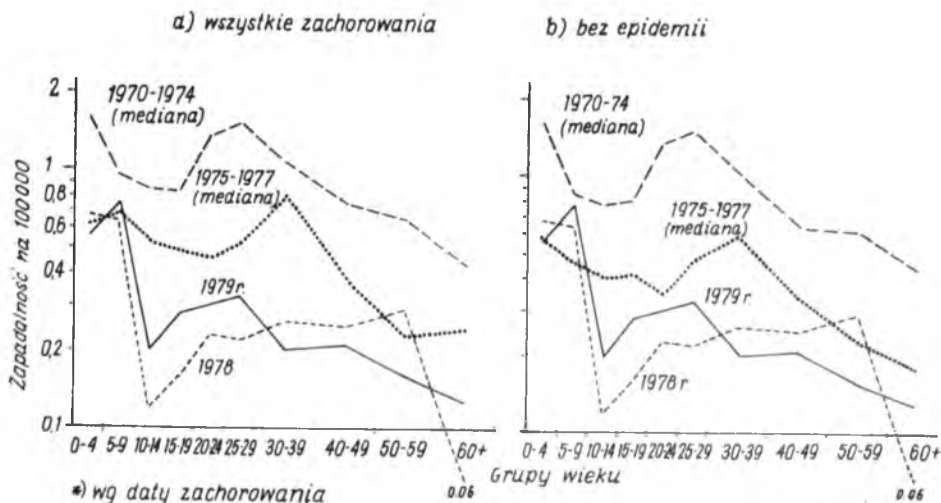 a) wszystkie zachorowania
b) bez epidemii
Zapadalność na 100 000
2
1
0,8
0,6
0,4
0,2
0,1
1970-1974
(mediana)
1975-1977
(mediana)
1979 r.
1978
0-4 5-9 10-14 15-19 20-24 25-29 30-39 40-49 50-59 60+
0.06
1970-74
(mediana)
1975-1977
(mediana)
1979 r.
1978 r.
0-4 5-9 10-14 15-19 20-24 25-29 30-39 40-49 50-59 60+
0.06
Grupy wieku
*) wg daty zachorowania